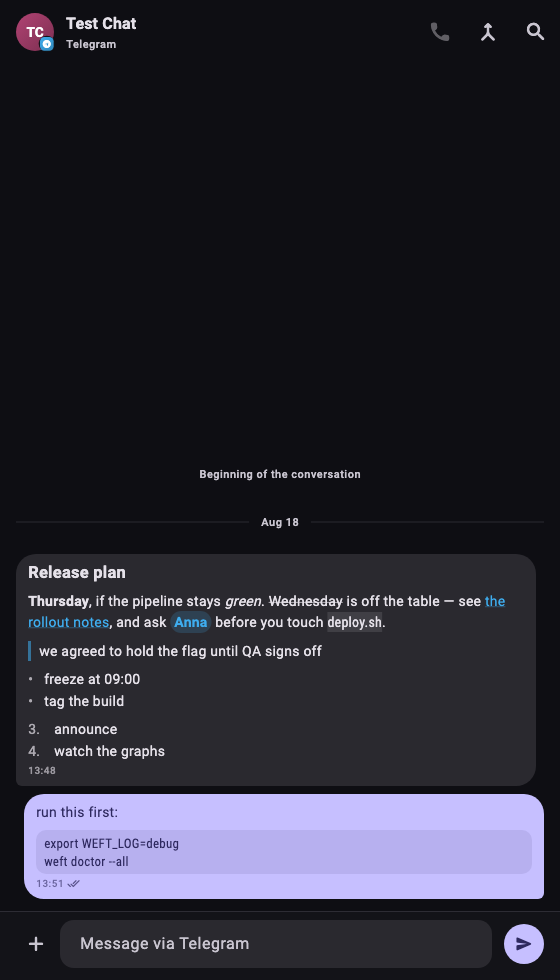 TC
Test Chat
Telegram
Beginning of the conversation
Aug 18
Release plan
Thursday, if the pipeline stays green. Wednesday is off the table — see the
rollout notes, and ask Anna before you touch deploy.sh.
we agreed to hold the flag until QA signs off
• freeze at 09:00
• tag the build
3. announce
4. watch the graphs
13:48
run this first:
export WEFT_LOG=debug
weft doctor --all
13:51
Message via Telegram